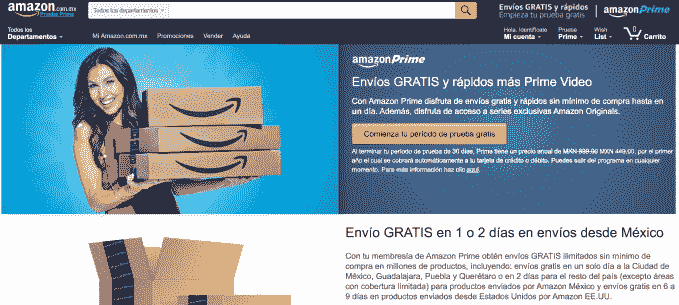 amazon.com.mx
Pruebe Prime
Todos los departamentos
Envíos GRATIS y rápidos
Empieza tu prueba gratis
amazonPrime
Todos los
Departamentos
Mi Amazon.com.mx Promociones Vender Ayuda
Hola, Identifícate
Mi cuenta
Pruebe
Prime
Wish
List
0
Carrito
amazonPrime
Envíos GRATIS y rápidos más Prime Video
Con Amazon Prime disfruta de envíos gratis y rápidos sin mínimo de compra hasta en
un día. Además, disfruta de acceso a series exclusivas Amazon Originals.
Comienza tu período de prueba gratis
Al terminar tu período de prueba de 30 días, Prime tiene un precio anual de MXN 899.00 MXN 449.00, por el primer
año el cual se cobrará automáticamente a tu tarjeta de crédito o débito. Puedes salir del programa en cualquier
momento. Para más información haz clic aquí.
Envío GRATIS en 1 o 2 días en envíos desde México
Con tu membresía de Amazon Prime obtén envíos GRATIS ilimitados sin mínimo de
compra en millones de productos, incluyendo: envíos gratis en un solo día a la Ciudad de
México, Guadalajara, Puebla y Querétaro o en 2 días para el resto del país (excepto áreas
con cobertura limitada) para productos enviados por Amazon México y envíos gratis en 6 a
9 días en productos enviados desde Estados Unidos por Amazon EE.UU.